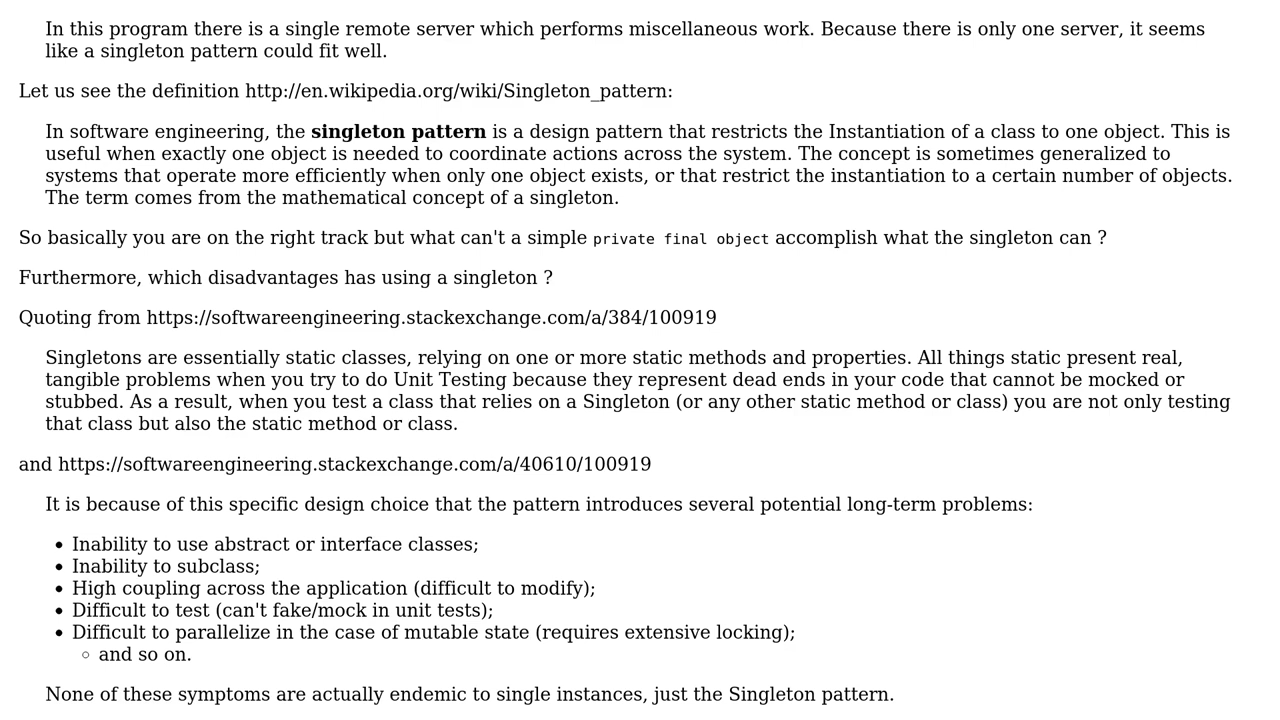 In this program there is a single remote server which performs miscellaneous work. Because there is only one server, it seems
like a singleton pattern could fit well.
Let us see the definition http://en.wikipedia.org/wiki/Singleton_pattern:
In software engineering, the singleton pattern is a design pattern that restricts the Instantiation of a class to one object. This is
useful when exactly one object is needed to coordinate actions across the system. The concept is sometimes generalized to
systems that operate more efficiently when only one object exists, or that restrict the instantiation to a certain number of objects.
The term comes from the mathematical concept of a singleton.
So basically you are on the right track but what can't a simple private final object accomplish what the singleton can ?
Furthermore, which disadvantages has using a singleton ?
Quoting from https://softwareengineering.stackexchange.com/a/384/100919
Singletons are essentially static classes, relying on one or more static methods and properties. All things static present real,
tangible problems when you try to do Unit Testing because they represent dead ends in your code that cannot be mocked or
stubbed. As a result, when you test a class that relies on a Singleton (or any other static method or class) you are not only testing
that class but also the static method or class.
and https://softwareengineering.stackexchange.com/a/40610/100919
It is because of this specific design choice that the pattern introduces several potential long-term problems:
• Inability to use abstract or interface classes;
• Inability to subclass;
• High coupling across the application (difficult to modify);
• Difficult to test (can't fake/mock in unit tests);
• Difficult to parallelize in the case of mutable state (requires extensive locking);
◦ and so on.
None of these symptoms are actually endemic to single instances, just the Singleton pattern.